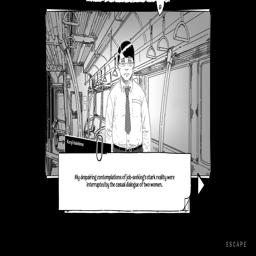 My despairing contemplations of job-seeking's stark reality were
interrupted by the casual dialogue of two women.
ESCAPE